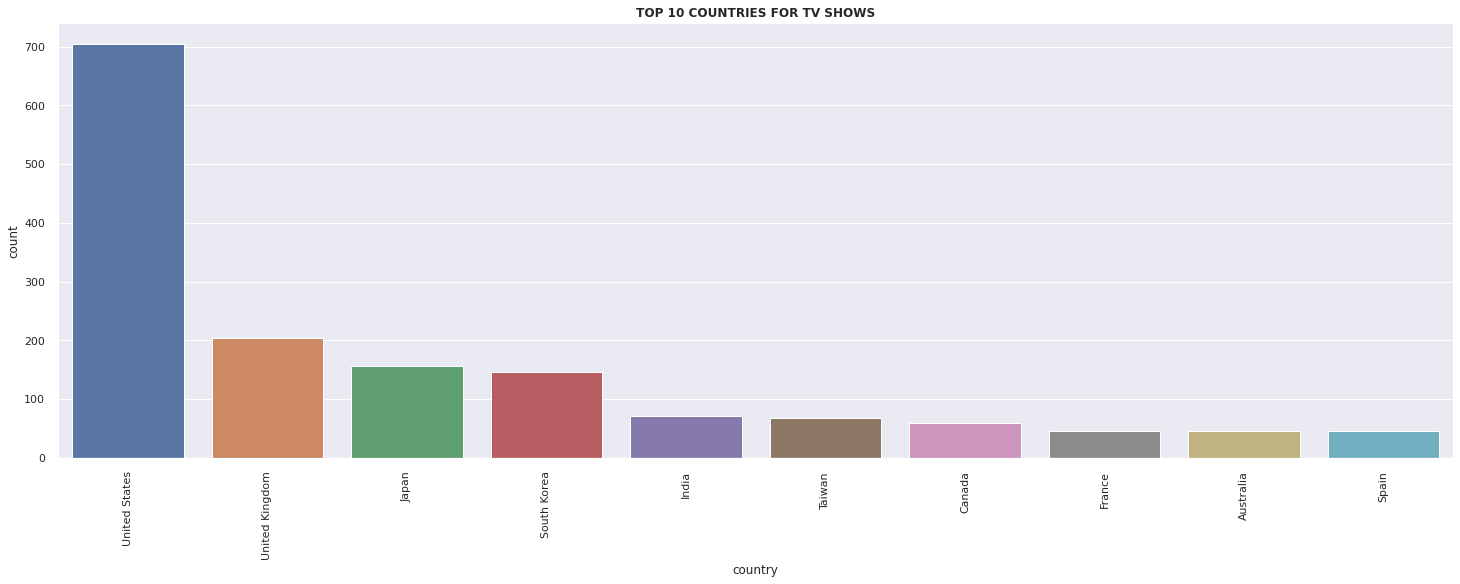 TOP 10 COUNTRIES FOR TV SHOWS
700
600
500
400
300
200
100
0
count
United States
United Kingdom
Japan
South Korea
India
Taiwan
Canada
France
Australia
Spain
country